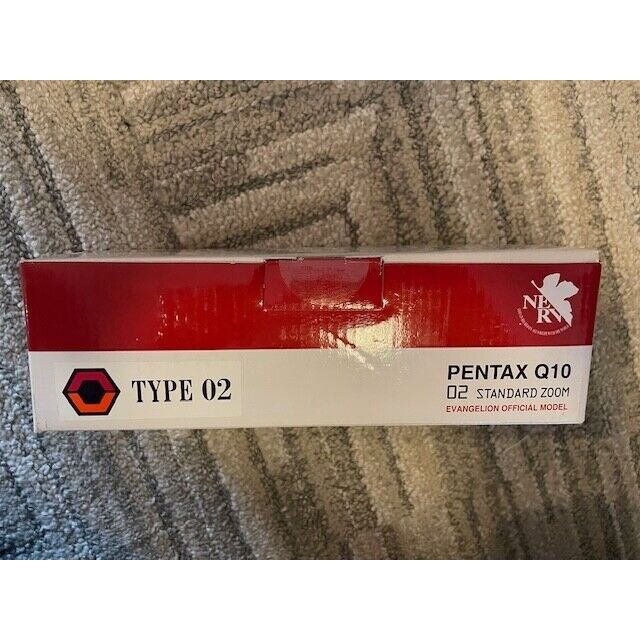 NERV
TYPE 02
PENTAX Q10
02 STANDARD ZOOM
EVANGELION OFFICIAL MODEL